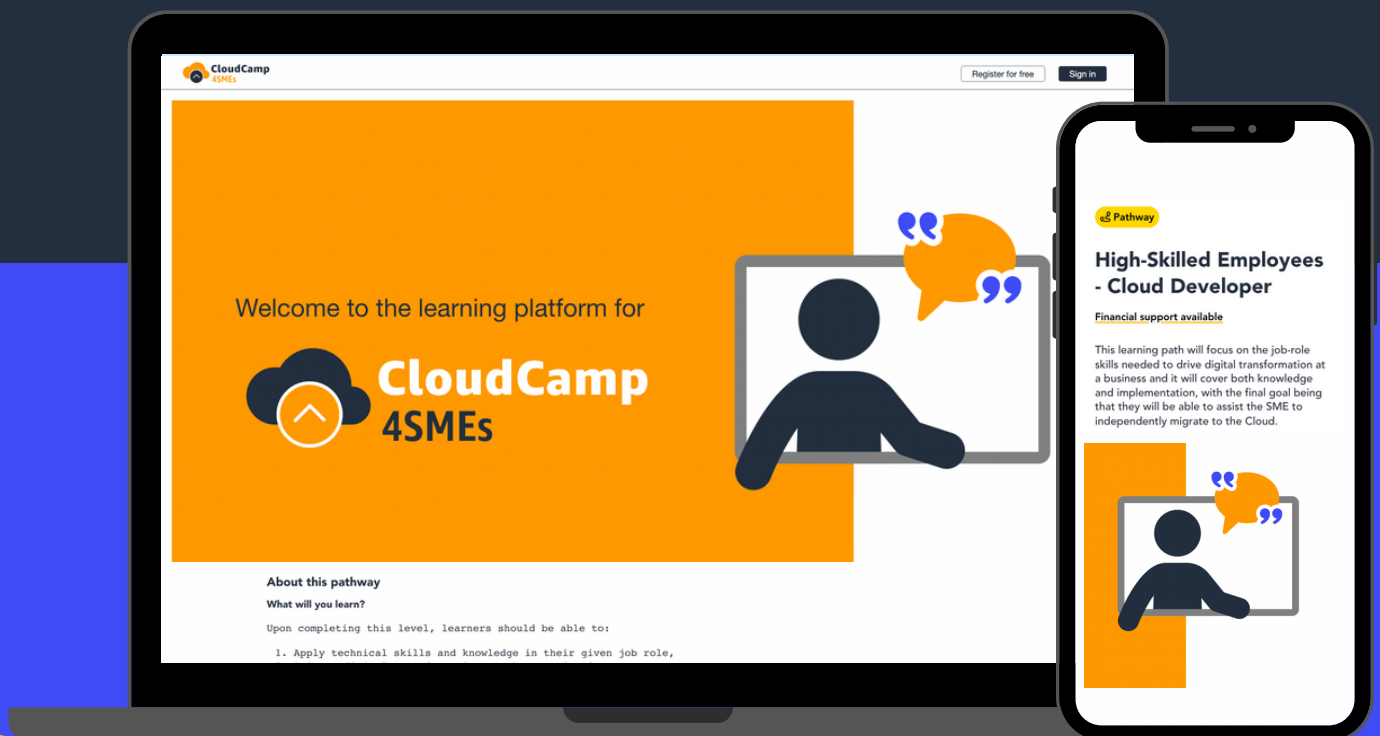 CloudCamp
4SMEs
Register for free
Sign in
Welcome to the learning platform for
CloudCamp
4SMEs
About this pathway
What will you learn?
Upon completing this level, learners should be able to:
1. Apply technical skills and knowledge in their given job role,
Pathway
High-Skilled Employees
- Cloud Developer
Financial support available
This learning path will focus on the job-role
skills needed to drive digital transformation at
a business and it will cover both knowledge
and implementation, with the final goal being
that they will be able to assist the SME to
independently migrate to the Cloud.